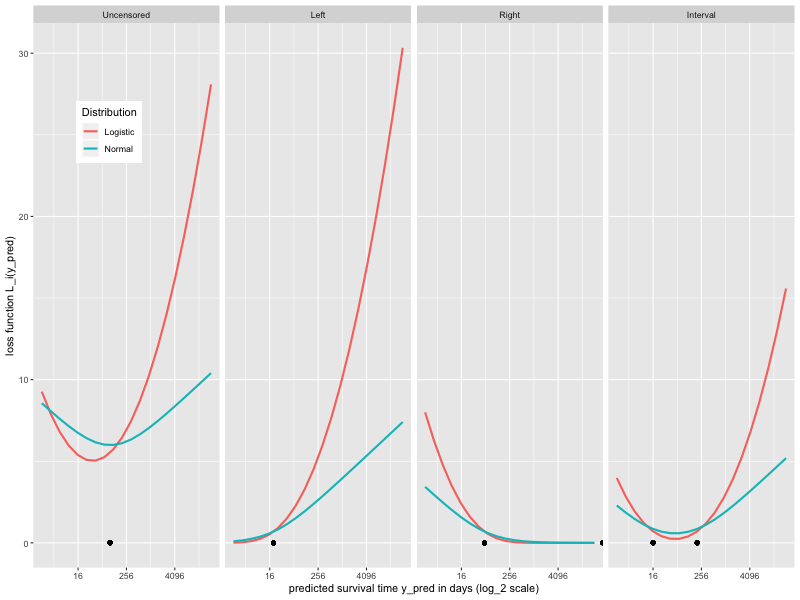 Uncensored Left Right Interval
30
20
10
0
Distribution
Logistic
Normal
16 256 4096 16 256 4096 16 256 4096 16 256 4096
predicted survival time y_pred in days (log_2 scale)
loss function L_i(y_pred)